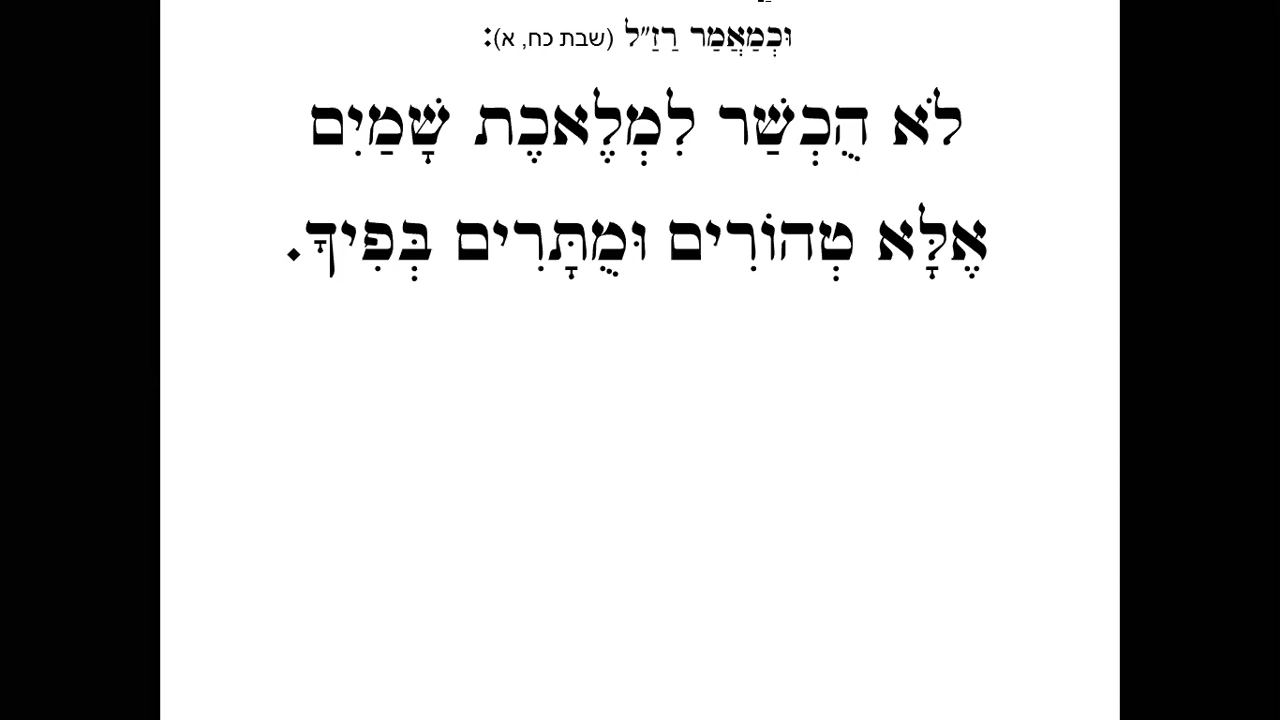 וּכְמַאֲמַר רַזַ״ל (שבת כח, א):
לֹא הֻכְשַׁר לִמְלֶאכֶת שָׁמַיִם
אֶלָּא טְהוֹרִים וּמֻתָּרִים בְּפִיךָ.